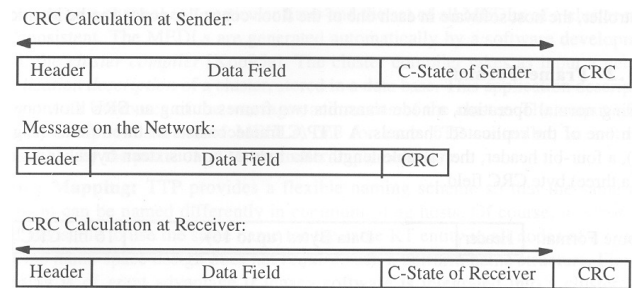 CRC Calculation at Sender:
Header Data Field C-State of Sender CRC
Message on the Network:
Header Data Field CRC
CRC Calculation at Receiver:
Header Data Field C-State of Receiver CRC